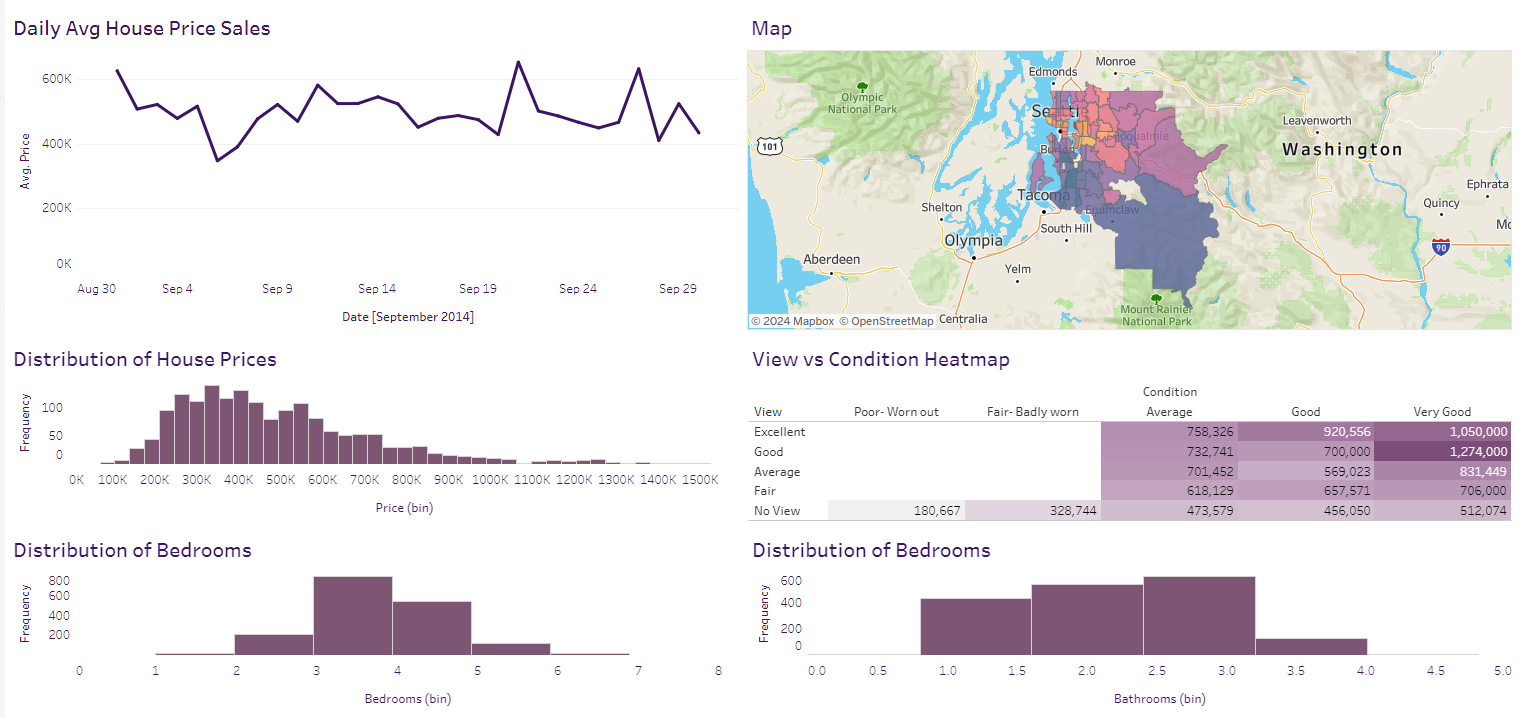 Daily Avg House Price Sales
600K
400K
200K
0K
Avg. Price
Aug 30 Sep 4 Sep 9 Sep 14 Sep 19 Sep 24 Sep 29
Date [September 2014]
Map
Monroe
Edmonds
Olympic
National Park
Leavenworth
101
Washington
Tacoma
Ephrata
Quincy
Shelton
Enumclaw
South Hill
Olympia
90
Aberdeen
Yelm
Mount Rainier
National Park
© 2024 Mapbox © OpenStreetMap
Centralia
Distribution of House Prices
100
50
0
Frequency
0K 100K 200K 300K 400K 500K 600K 700K 800K 900K 1000K 1100K 1200K 1300K 1400K 1500K
Price (bin)
View vs Condition Heatmap
Condition
View Poor- Worn out Fair- Badly worn Average Good Very Good
Excellent 758,326 920,556 1,050,000
Good 732,741 700,000 1,274,000
Average 701,452 569,023 831,449
Fair 618,129 657,571 706,000
No View 180,667 328,744 473,579 456,050 512,074
Distribution of Bedrooms
800
600
400
200
Frequency
0 1 2 3 4 5 6 7 8
Bedrooms (bin)
Distribution of Bedrooms
600
400
200
0
Frequency
0.0 0.5 1.0 1.5 2.0 2.5 3.0 3.5 4.0 4.5 5.0
Bathrooms (bin)